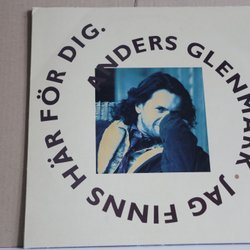 ANDERS GLENMARK · JAG FINNS HÄR FÖR DIG.